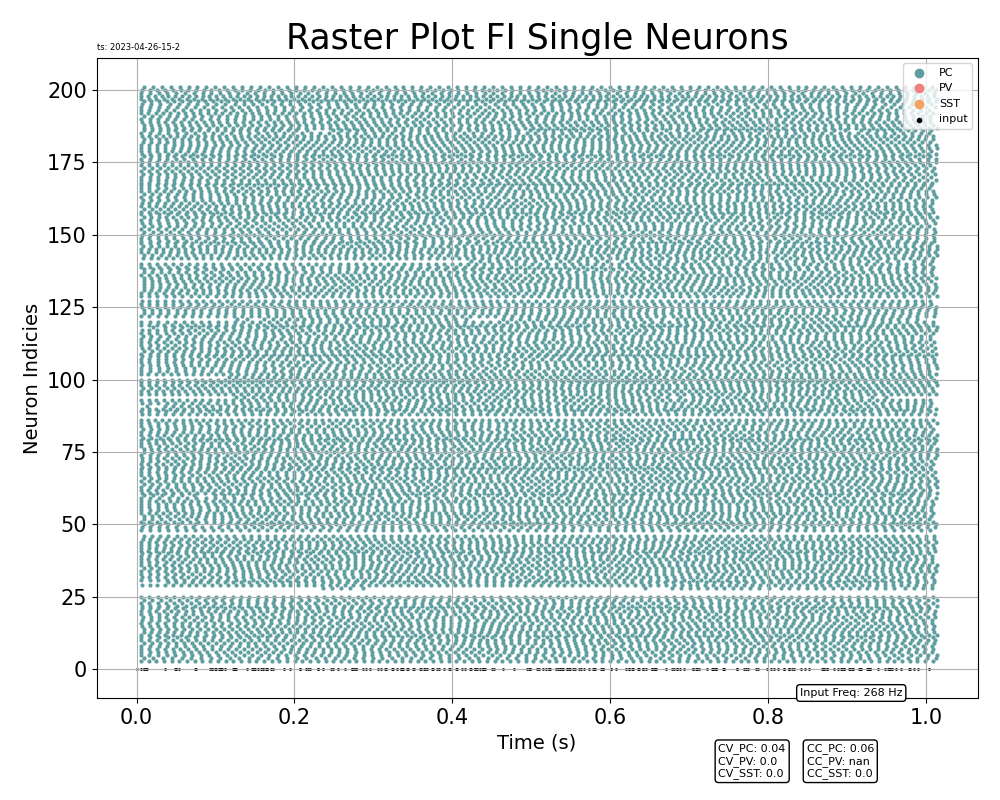 Raster Plot FI Single Neurons
ts: 2023-04-26-15-2
PC
PV
SST
input
200
175
150
125
100
75
50
25
0
Neuron Indicies
0.0 0.2 0.4 0.6 0.8 1.0
Time (s)
Input Freq: 268 Hz
CV_PC: 0.04
CV_PV: 0.0
CV_SST: 0.0
CC_PC: 0.06
CC_PV: nan
CC_SST: 0.0